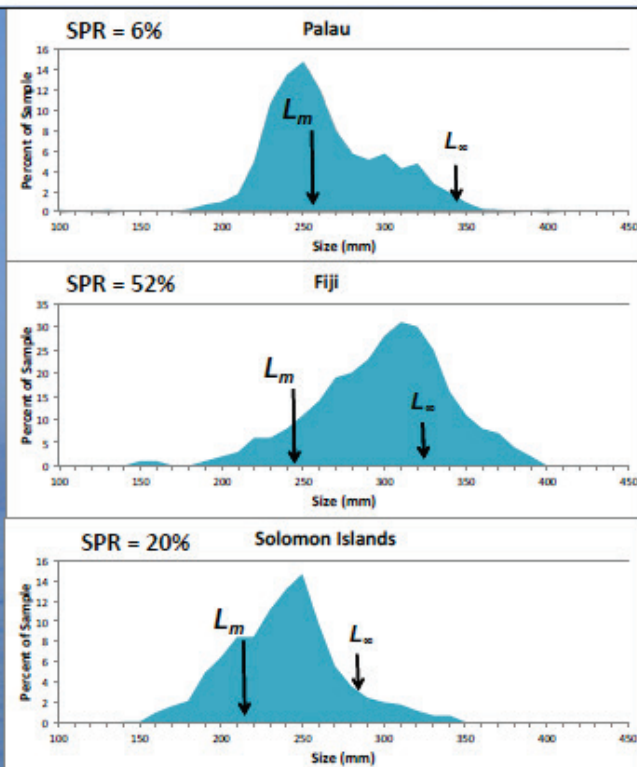 SPR = 6%
Palau
Percent of Sample
16
14
12
10
8
6
4
2
0
Lm
L∞
100 150 200 250 300 350 400 450
Size (mm)
SPR = 52%
Fiji
Percent of Sample
35
30
25
20
15
10
5
0
Lm
L∞
100 150 200 250 300 350 400 450
Size (mm)
SPR = 20%
Solomon Islands
Percent of Sample
16
14
12
10
8
6
4
2
0
Lm
L∞
100 150 200 250 300 350 400 450
Size (mm)